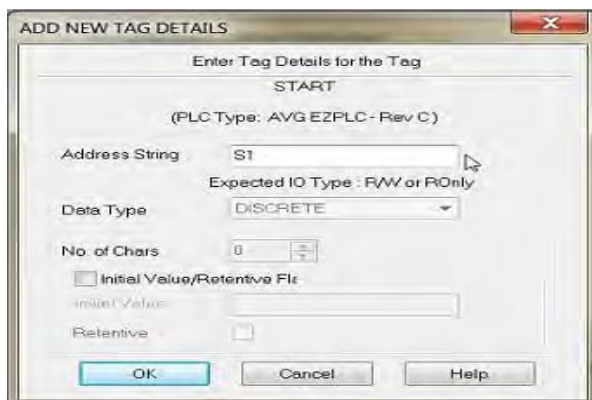 ADD NEW TAG DETAILS
Enter Tag Details for the Tag
START
(PLC Type: AVG EZPLC - Rev C)
Address String S1
Expected IO Type : R/W or ROnly
Data Type DISCRETE
No. of Chars 0
Initial Value/Retentive Fla
Initial Value
Retentive
OK Cancel Help